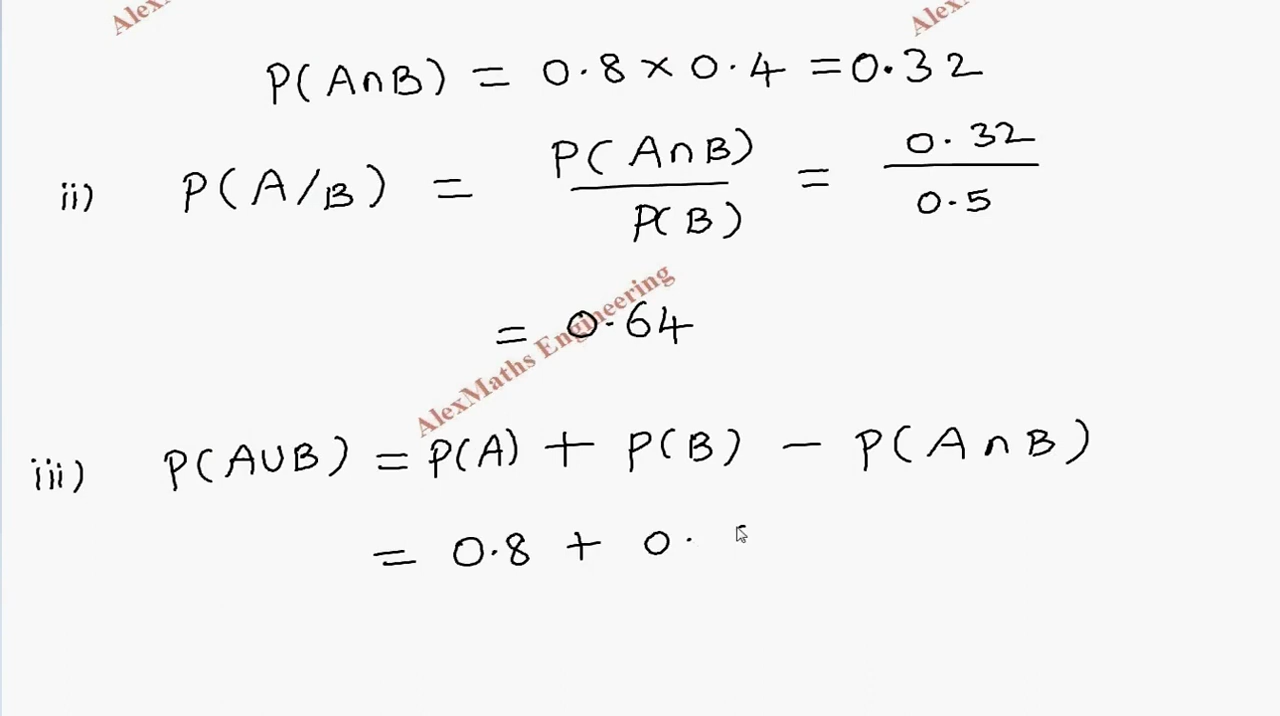 P(A∩B) = 0.8 × 0.4 = 0.32
ii) P(A/B) = P(A∩B) / P(B) = 0.32 / 0.5
= 0.64
AlexMaths Engineering
iii) P(A∪B) = P(A) + P(B) - P(A∩B)
= 0.8 + 0.